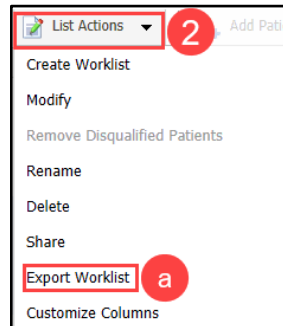 List Actions 2 Add Pati
Create Worklist
Modify
Remove Disqualified Patients
Rename
Delete
Share
Export Worklist a
Customize Columns